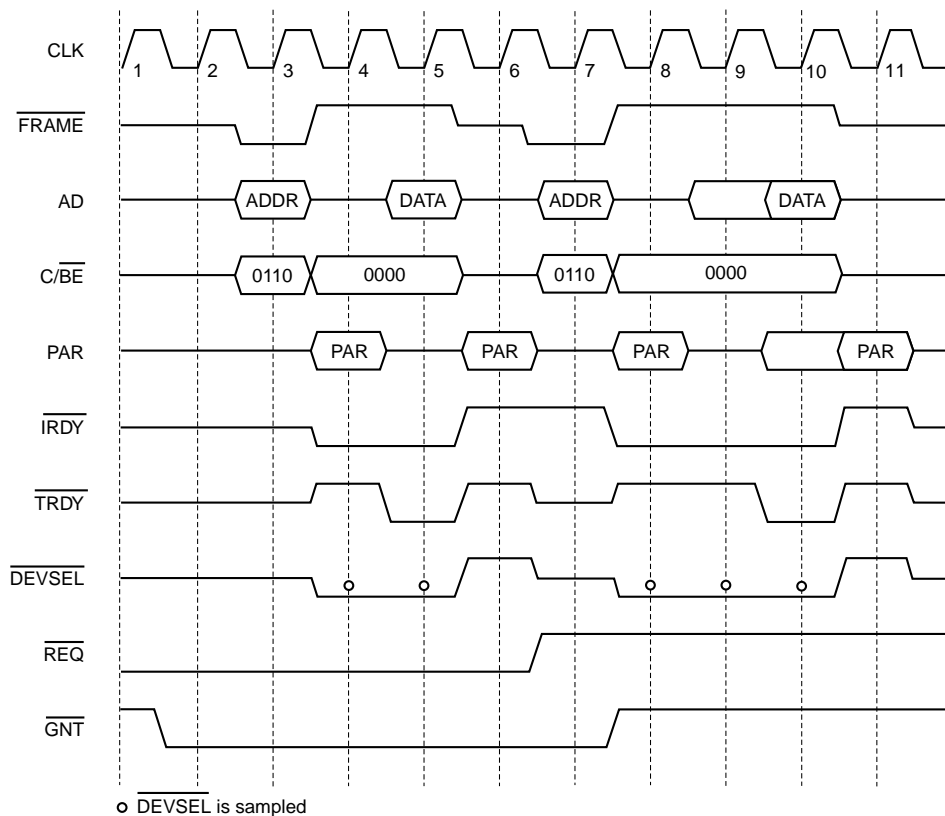 CLK
1 2 3 4 5 6 7 8 9 10 11
FRAME
AD
ADDR DATA ADDR DATA
C/BE
0110 0000 0110 0000
PAR
PAR PAR PAR PAR
IRDY
TRDY
DEVSEL
REQ
GNT
DEVSEL is sampled